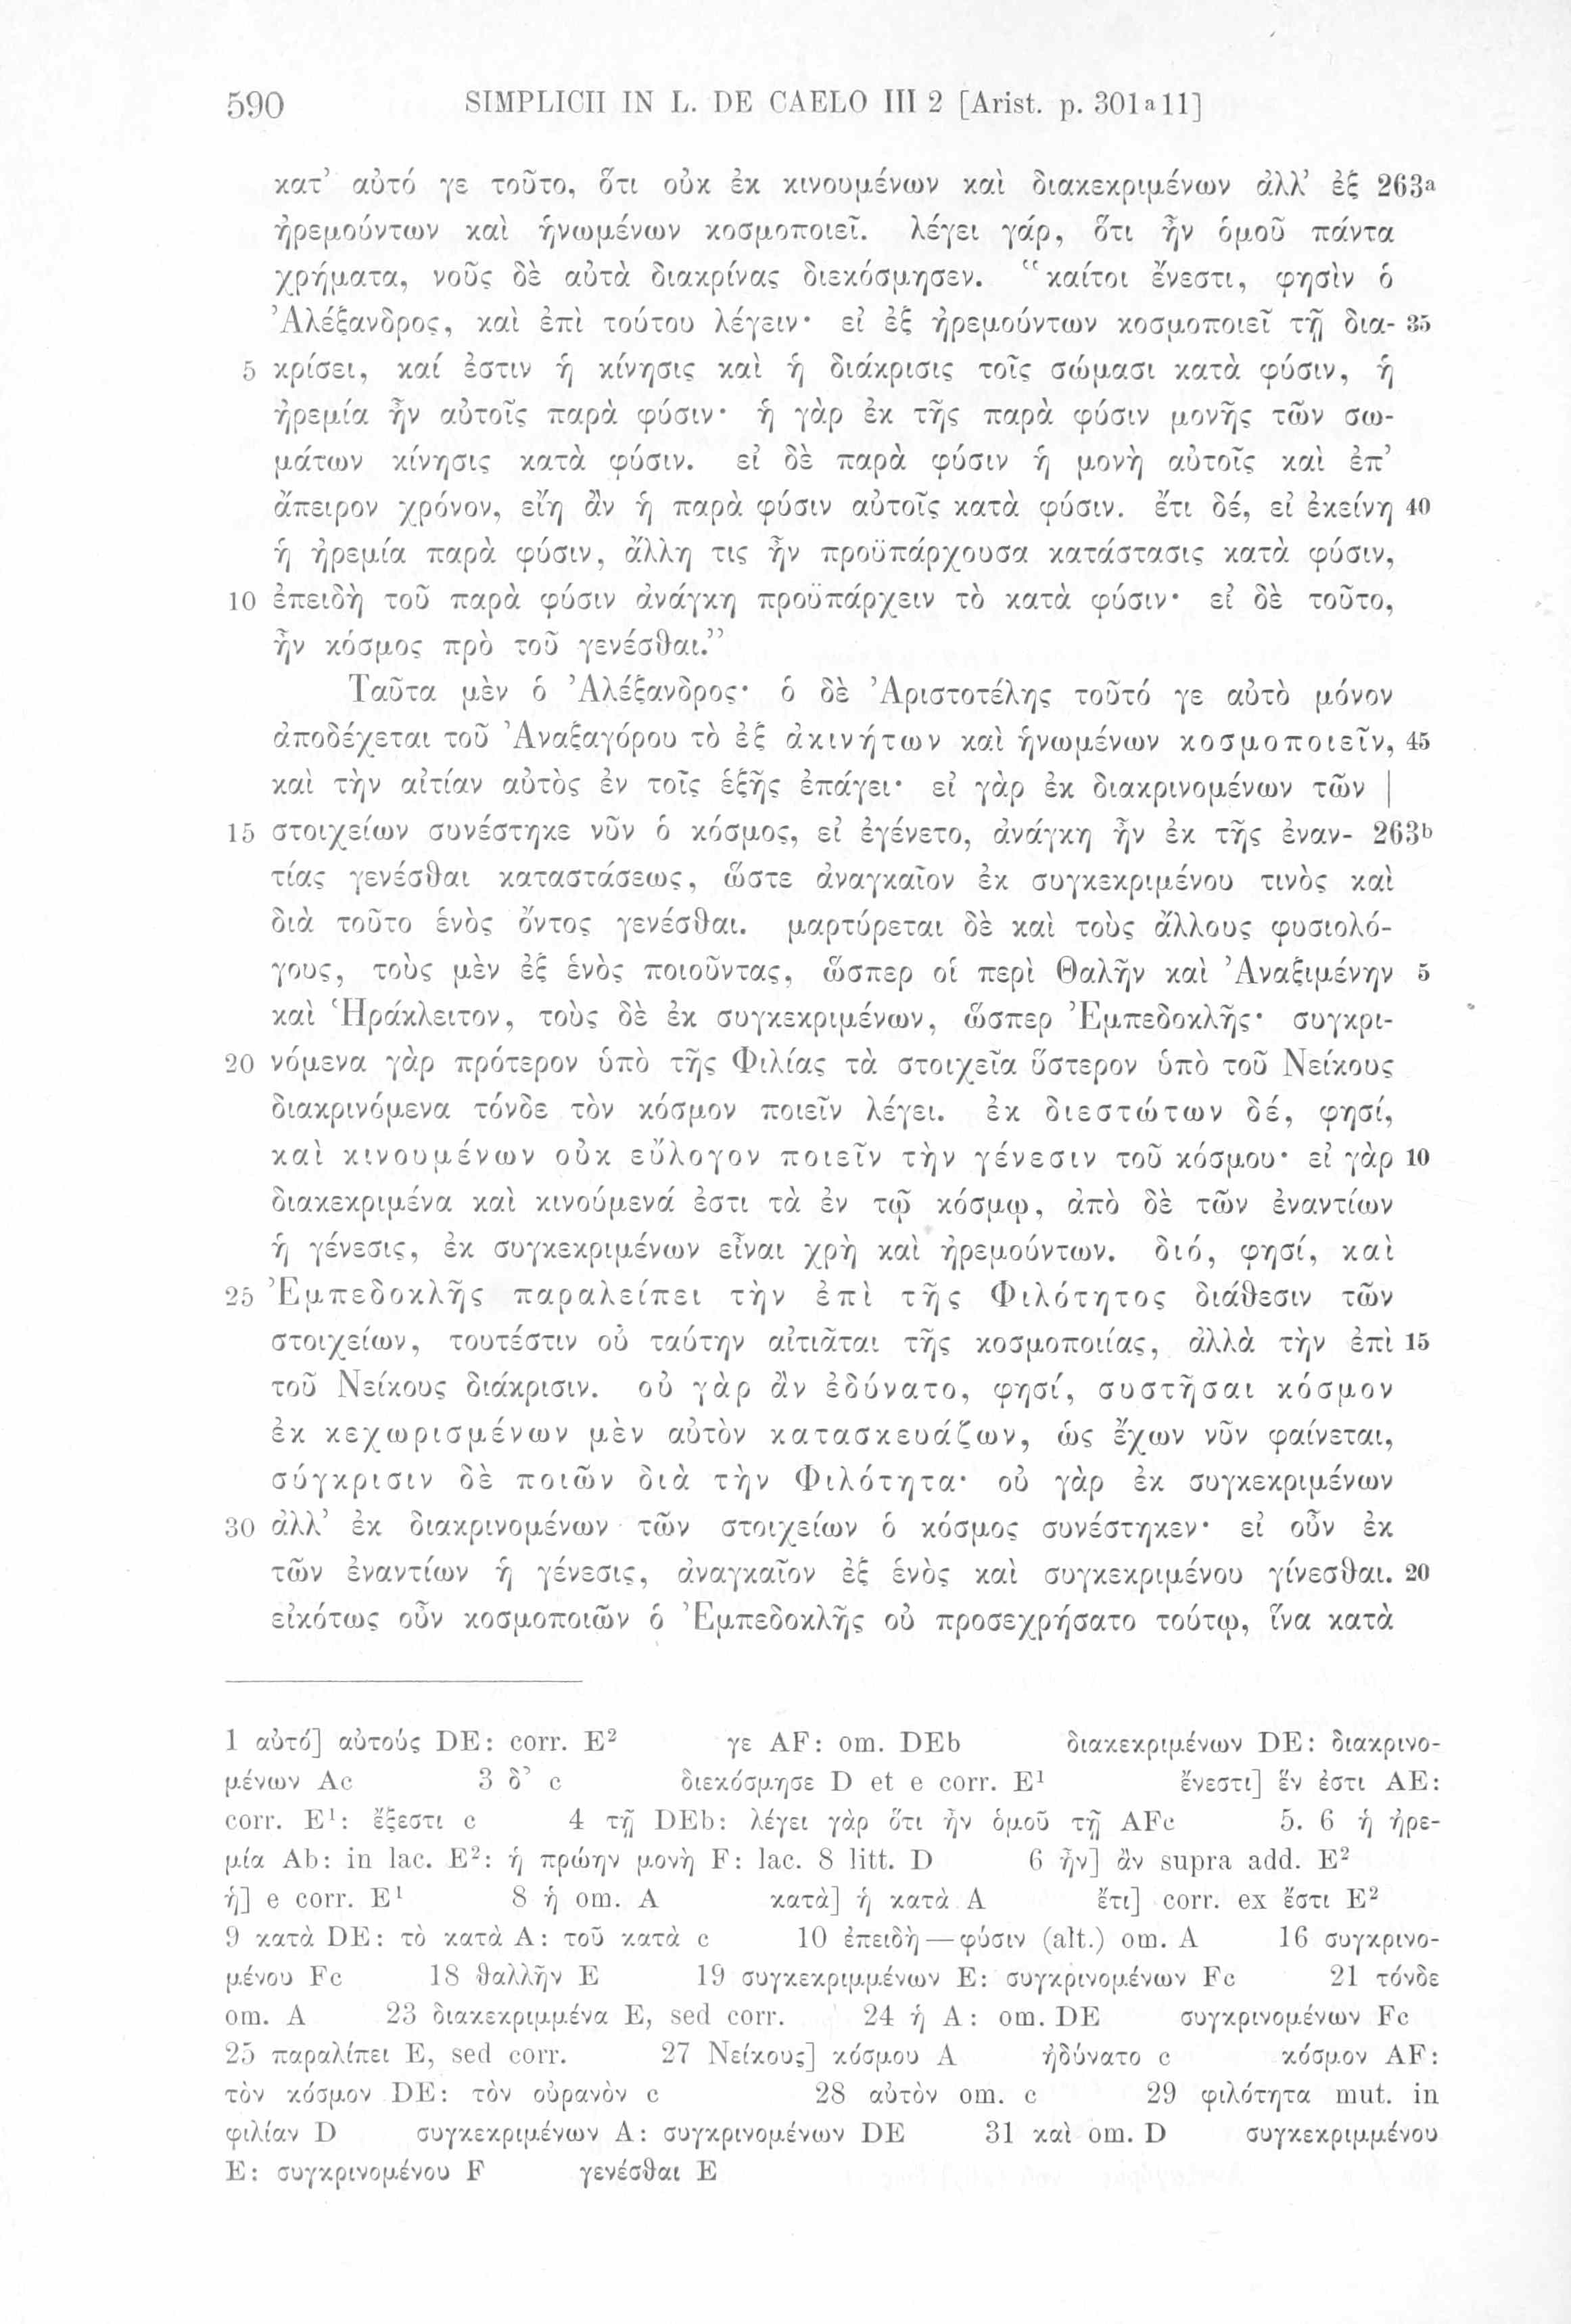 590 SIMPLICII IN L. DE CAELO III 2 [Arist. p. 301a11]
κατ’ αὐτό γε τοῦτο, ὅτι οὐκ ἐκ κινουμένων καὶ διακεκριμένων ἀλλ’ ἐξ 263a
ἠρεμούντων καὶ ἡνωμένων κοσμοποιεῖ. λέγει γάρ, ὅτι ἦν ὁμοῦ πάντα
χρήματα, νοῦς δὲ αὐτὰ διακρίνας διεκόσμησεν. “καίτοι ἔνεστι, φησὶν ὁ
Ἀλέξανδρος, καὶ ἐπὶ τούτου λέγειν· εἰ ἐξ ἠρεμούντων κοσμοποιεῖ τῇ δια- 35
5 κρίσει, καί ἐστιν ἡ κίνησις καὶ ἡ διάκρισις τοῖς σώμασι κατὰ φύσιν, ἡ
ἠρεμία ἦν αὐτοῖς παρὰ φύσιν· ἡ γὰρ ἐκ τῆς παρὰ φύσιν μονῆς τῶν σω-
μάτων κίνησις κατὰ φύσιν. εἰ δὲ παρὰ φύσιν ἡ μονὴ αὐτοῖς καὶ ἐπ’
ἄπειρον χρόνον, εἴη ἂν ἡ παρὰ φύσιν αὐτοῖς κατὰ φύσιν. ἔτι δέ, εἰ ἐκείνη 40
ἡ ἠρεμία παρὰ φύσιν, ἄλλη τις ἦν προϋπάρχουσα κατάστασις κατὰ φύσιν,
10 ἐπειδὴ τοῦ παρὰ φύσιν ἀνάγκη προϋπάρχειν τὸ κατὰ φύσιν· εἰ δὲ τοῦτο,
ἦν κόσμος πρὸ τοῦ γενέσθαι.”
Ταῦτα μὲν ὁ Ἀλέξανδρος· ὁ δὲ Ἀριστοτέλης τοῦτό γε αὐτὸ μόνον
ἀποδέχεται τοῦ Ἀναξαγόρου τὸ ἐξ ἀκινήτων καὶ ἡνωμένων κοσμοποιεῖν, 45
καὶ τὴν αἰτίαν αὐτὸς ἐν τοῖς ἑξῆς ἐπάγει· εἰ γὰρ ἐκ διακρινομένων τῶν |
15 στοιχείων συνέστηκε νῦν ὁ κόσμος, εἰ ἐγένετο, ἀνάγκη ἦν ἐκ τῆς ἐναν- 263b
τίας γενέσθαι καταστάσεως, ὥστε ἀναγκαῖον ἐκ συγκεκριμένου τινὸς καὶ
διὰ τοῦτο ἑνὸς ὄντος γενέσθαι. μαρτύρεται δὲ καὶ τοὺς ἄλλους φυσιολό-
γους, τοὺς μὲν ἐξ ἑνὸς ποιοῦντας, ὥσπερ οἱ περὶ Θαλῆν καὶ Ἀναξιμένην 5
καὶ Ἡράκλειτον, τοὺς δὲ ἐκ συγκεκριμένων, ὥσπερ Ἐμπεδοκλῆς· συγκρι-
20 νόμενα γὰρ πρότερον ὑπὸ τῆς Φιλίας τὰ στοιχεῖα ὕστερον ὑπὸ τοῦ Νείκους
διακρινόμενα τόνδε τὸν κόσμον ποιεῖν λέγει. ἐκ διεστώτων δέ, φησί,
καὶ κινουμένων οὐκ εὔλογον ποιεῖν τὴν γένεσιν τοῦ κόσμου· εἰ γὰρ 10
διακεκριμένα καὶ κινούμενά ἐστι τὰ ἐν τῷ κόσμῳ, ἀπὸ δὲ τῶν ἐναντίων
ἡ γένεσις, ἐκ συγκεκριμένων εἶναι χρὴ καὶ ἠρεμούντων. διό, φησί, καὶ
25 Ἐμπεδοκλῆς παραλείπει τὴν ἐπὶ τῆς Φιλότητος διάθεσιν τῶν
στοιχείων, τουτέστιν οὐ ταύτην αἰτιᾶται τῆς κοσμοποιίας, ἀλλὰ τὴν ἐπὶ 15
τοῦ Νείκους διάκρισιν. οὐ γὰρ ἂν ἐδύνατο, φησί, συστῆσαι κόσμον
ἐκ κεχωρισμένων μὲν αὐτὸν κατασκευάζων, ὡς ἔχων νῦν φαίνεται,
σύγκρισιν δὲ ποιῶν διὰ τὴν Φιλότητα· οὐ γὰρ ἐκ συγκεκριμένων
30 ἀλλ’ ἐκ διακρινομένων τῶν στοιχείων ὁ κόσμος συνέστηκεν· εἰ οὖν ἐκ
τῶν ἐναντίων ἡ γένεσις, ἀναγκαῖον ἐξ ἑνὸς καὶ συγκεκριμένου γίνεσθαι. 20
εἰκότως οὖν κοσμοποιῶν ὁ Ἐμπεδοκλῆς οὐ προσεχρήσατο τούτῳ, ἵνα κατὰ
1 αὐτό] αὐτούς DE: corr. E² γε AF: om. DEb διακεκριμένων DE: διακρινο-
μένων Ac 3 δ’ c διεκόσμησε D et e corr. E¹ ἔνεστι] ἕν ἐστι AE:
corr. E¹: ἔξεστι c 4 τῇ DEb: λέγει γὰρ ὅτι ἦν ὁμοῦ τῇ AFc 5. 6 ἡ ἠρε-
μία Ab: in lac. E²: ἡ πρώην μονὴ F: lac. 8 litt. D 6 ἦν] ἂν supra add. E²
ἡ] e corr. E¹ 8 ἡ om. A κατὰ] ἡ κατὰ A ἔτι] corr. ex ἔστι E²
9 κατὰ DE: τὸ κατὰ A: τοῦ κατὰ c 10 ἐπειδὴ—φύσιν (alt.) om. A 16 συγκρινο-
μένου Fc 18 θαλλῆν E 19 συγκεκριμμένων E: συγκρινομένων Fc 21 τόνδε
om. A 23 διακεκριμμένα E, sed corr. 24 ἡ A: om. DE συγκρινομένων Fc
25 παραλίπει E, sed corr. 27 Νείκους] κόσμου A ἠδύνατο c κόσμον AF:
τὸν κόσμον DE: τὸν οὐρανὸν c 28 αὐτὸν om. c 29 φιλότητα mut. in
φιλίαν D συγκεκριμένων A: συγκρινομένων DE 31 καὶ om. D συγκεκριμμένου
E: συγκρινομένου F γενέσθαι E